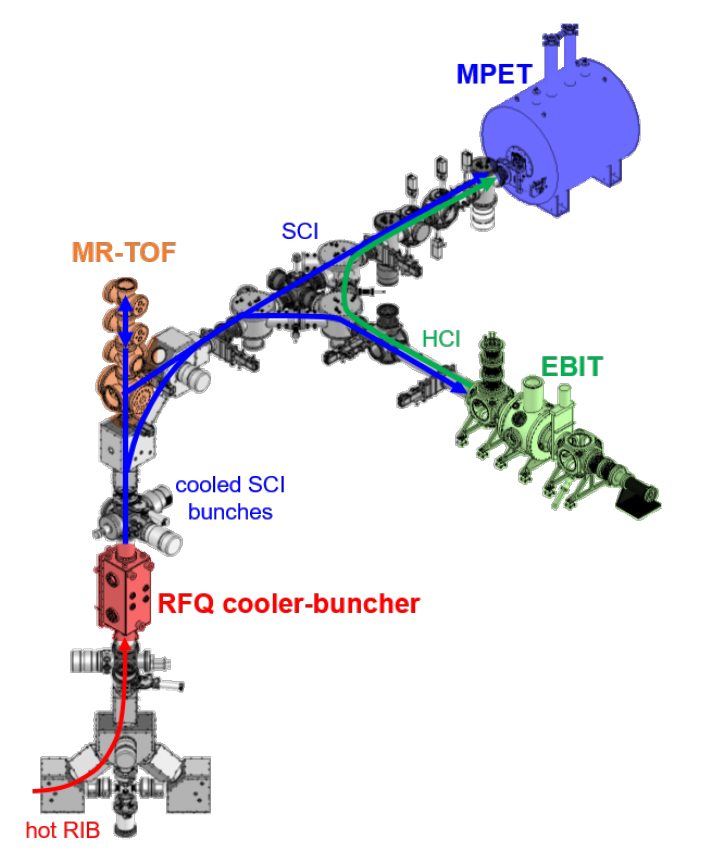 MPET
SCI
MR-TOF
HCI
EBIT
cooled SCI
bunches
RFQ cooler-buncher
hot RIB